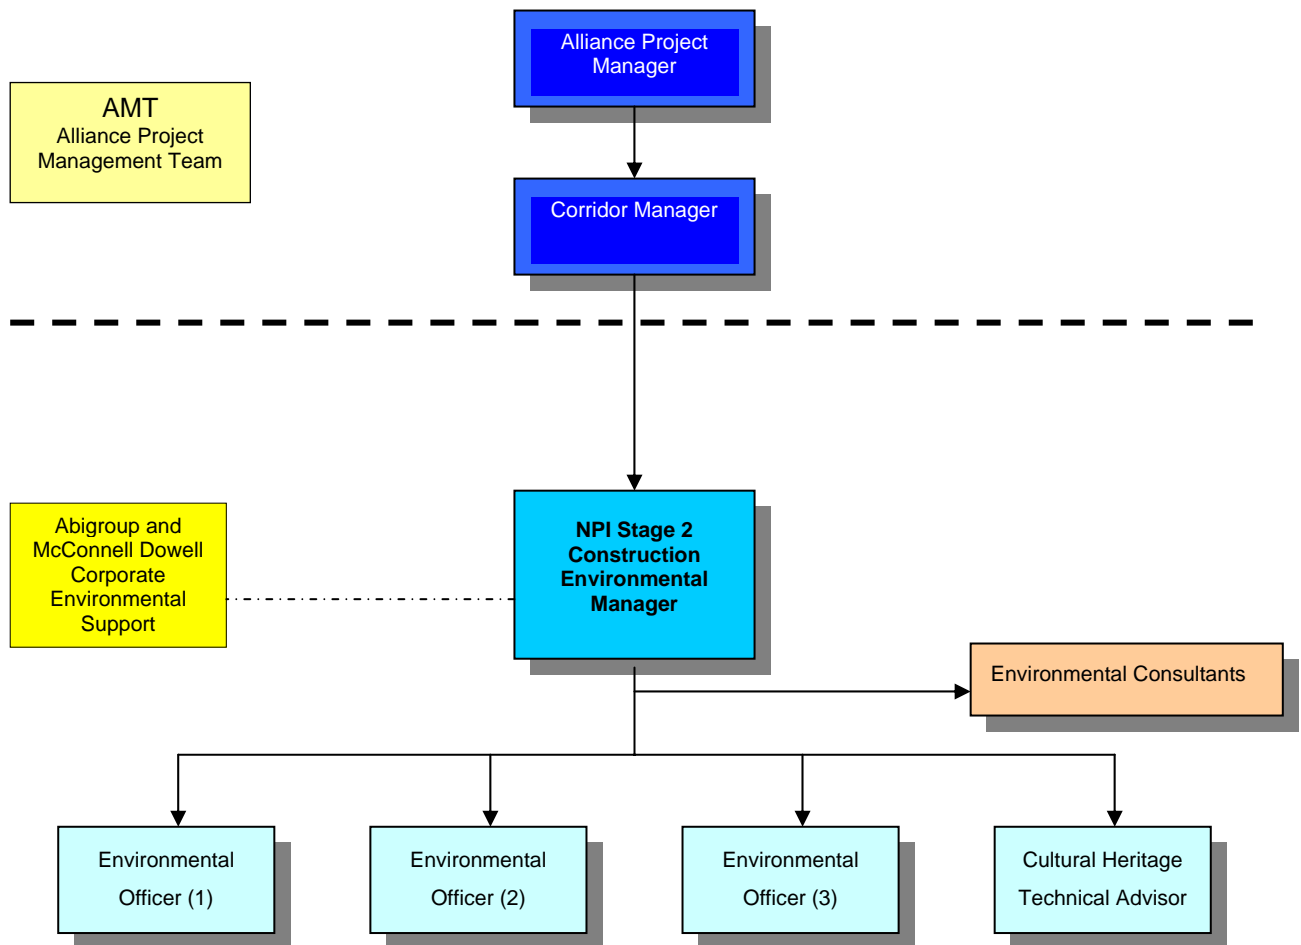 Alliance Project
Manager
AMT
Alliance Project
Management Team
Corridor Manager
Abigroup and
McConnell Dowell
Corporate
Environmental
Support
NPI Stage 2
Construction
Environmental
Manager
Environmental Consultants
Environmental
Officer (1)
Environmental
Officer (2)
Environmental
Officer (3)
Cultural Heritage
Technical Advisor